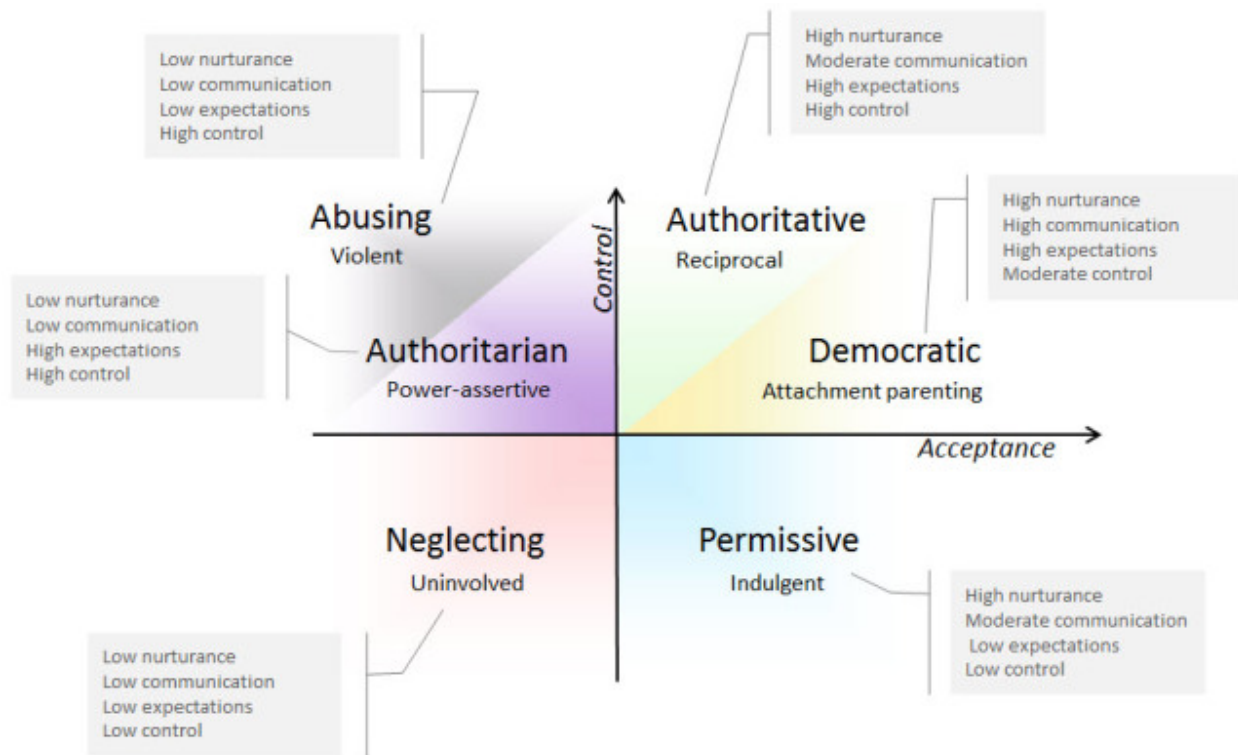 Low nurturance
Low communication
Low expectations
High control
High nurturance
Moderate communication
High expectations
High control
Abusing
Violent
Control
Authoritative
Reciprocal
High nurturance
High communication
High expectations
Moderate control
Low nurturance
Low communication
High expectations
High control
Authoritarian
Power-assertive
Democratic
Attachment parenting
Acceptance
Neglecting
Uninvolved
Permissive
Indulgent
High nurturance
Moderate communication
Low expectations
Low control
Low nurturance
Low communication
Low expectations
Low control